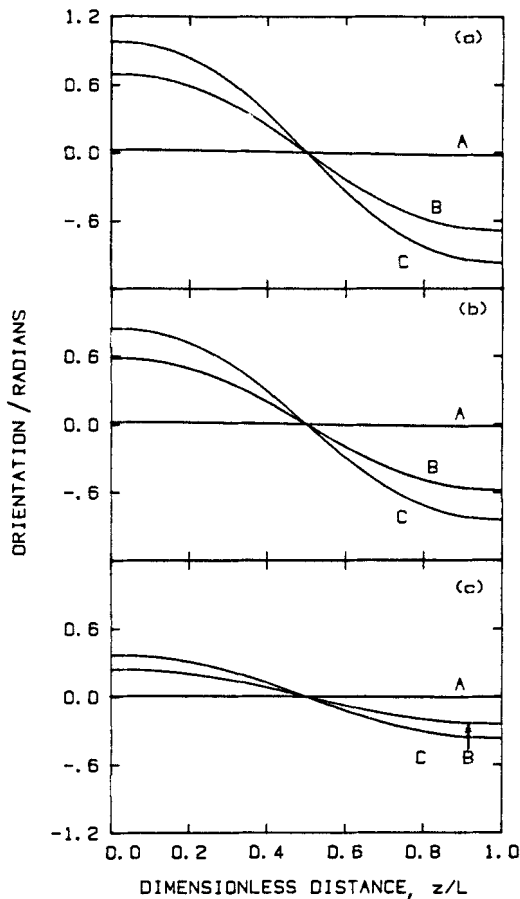 1.2
(a)
0.6
A
0.0
B
-.6
C
(b)
0.6
A
0.0
B
-.6
C
(c)
0.6
A
0.0
C B
-.6
-1.2
0.0 0.2 0.4 0.6 0.8 1.0
DIMENSIONLESS DISTANCE, z/L
ORIENTATION / RADIANS